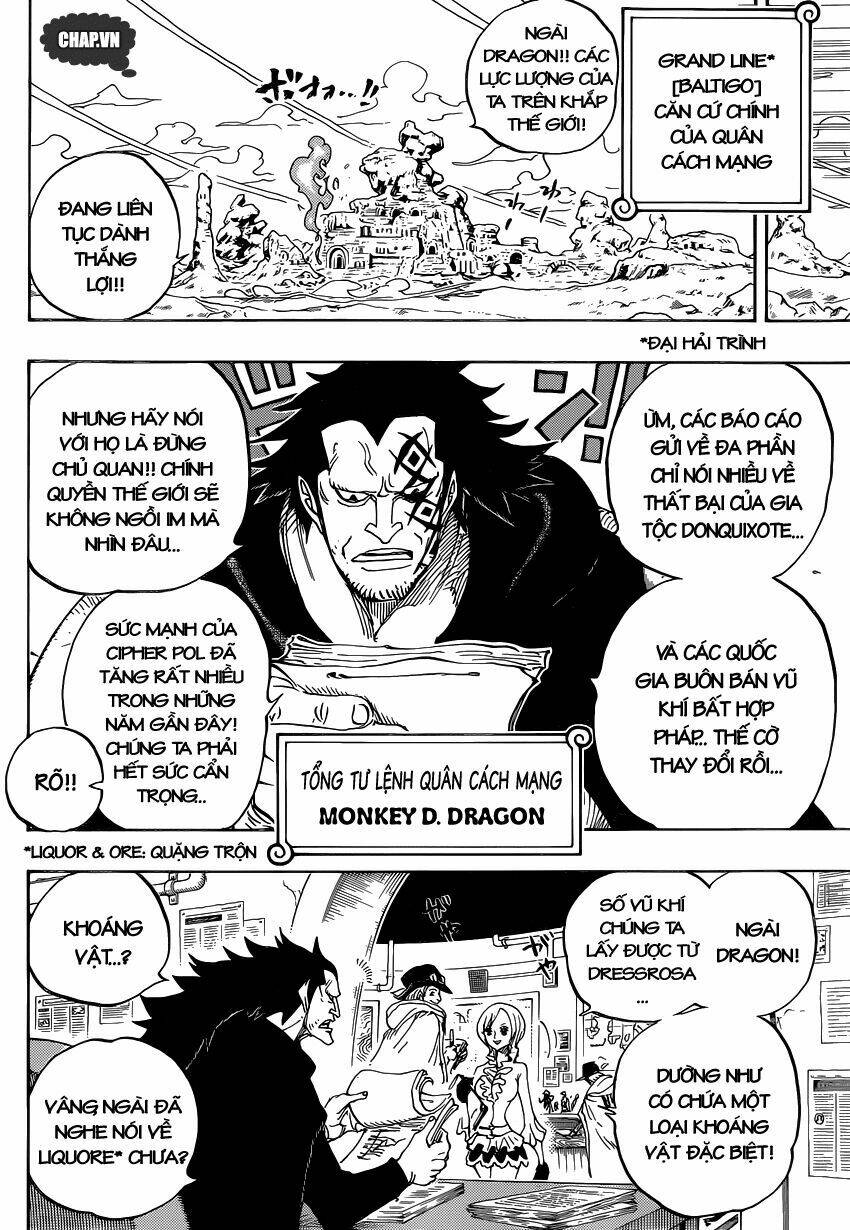 CHAP.VN
GRAND LINE*
[BALTIGO]
CĂN CỨ CHÍNH
CỦA QUÂN
CÁCH MẠNG
NGÀI
DRAGON!! CÁC
LỰC LƯỢNG CỦA
TA TRÊN KHẮP
THẾ GIỚI!
ĐANG LIÊN
TỤC DÀNH
THẮNG
LỢI!!
*ĐẠI HẢI TRÌNH
ỪM, CÁC BÁO CÁO
GỬI VỀ ĐA PHẦN
CHỈ NÓI NHIỀU VỀ
THẤT BẠI CỦA GIA
TỘC DONQUIXOTE...
VÀ CÁC QUỐC
GIA BUÔN BÁN VŨ
KHÍ BẤT HỢP
PHÁP... THẾ CỜ
THAY ĐỔI RỒI...
NHƯNG HÃY NÓI
VỚI HỌ LÀ ĐỪNG
CHỦ QUAN!! CHÍNH
QUYỀN THẾ GIỚI SẼ
KHÔNG NGỒI IM MÀ
NHÌN ĐÂU...
SỨC MẠNH CỦA
CIPHER POL ĐÃ
TĂNG RẤT NHIỀU
TRONG NHỮNG
NĂM GẦN ĐÂY!
CHÚNG TA PHẢI
HẾT SỨC CẨN
TRỌNG..
RÕ!!
TỔNG TƯ LỆNH QUÂN CÁCH MẠNG
MONKEY D. DRAGON
*LIQUOR & ORE: QUẶNG TRỘN
NGÀI
DRAGON!
SỐ VŨ KHÍ
CHÚNG TA
LẤY ĐƯỢC TỪ
DRESSROSA
...
DƯỜNG NHƯ
CÓ CHỨA MỘT
LOẠI KHOÁNG
VẬT ĐẶC BIỆT!
KHOÁNG
VẬT...?
VÂNG, NGÀI ĐÃ
NGHE NÓI VỀ
LIQUORE* CHƯA?